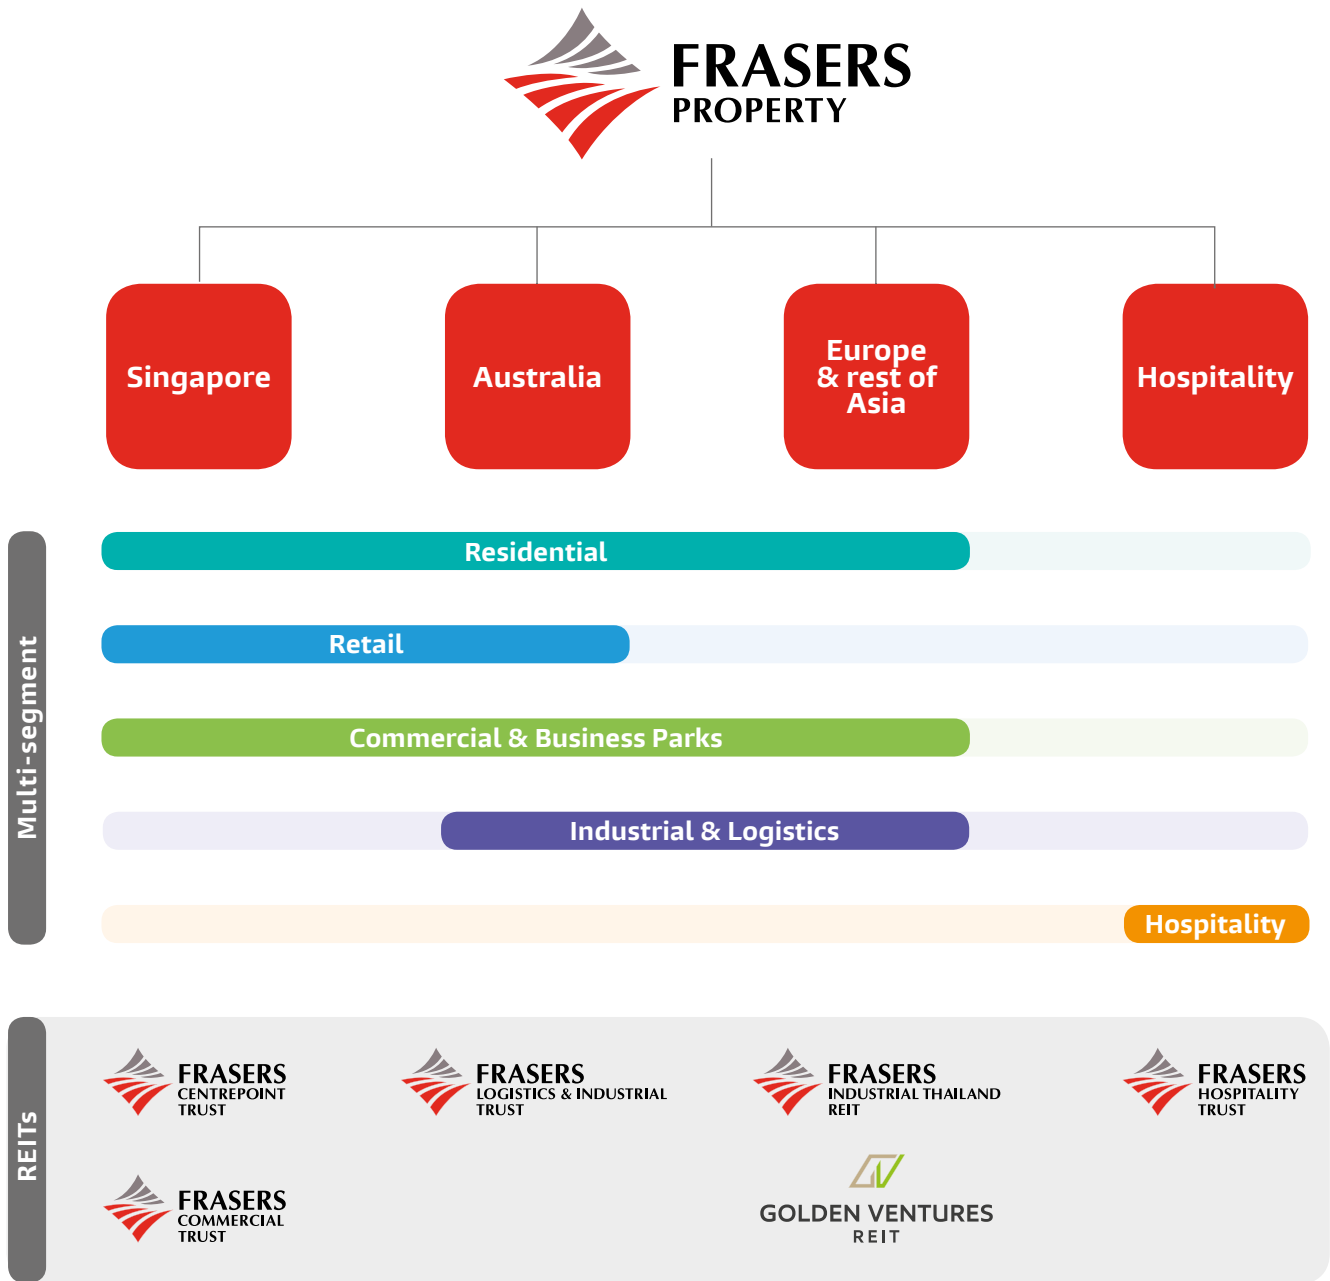 FRASERS
PROPERTY
Singapore
Australia
Europe
& rest of
Asia
Hospitality
Multi-segment
Residential
Retail
Commercial & Business Parks
Industrial & Logistics
Hospitality
REITs
FRASERS
CENTREPOINT
TRUST
FRASERS
LOGISTICS & INDUSTRIAL
TRUST
FRASERS
INDUSTRIAL THAILAND
REIT
FRASERS
HOSPITALITY
TRUST
FRASERS
COMMERCIAL
TRUST
GOLDEN VENTURES
REIT